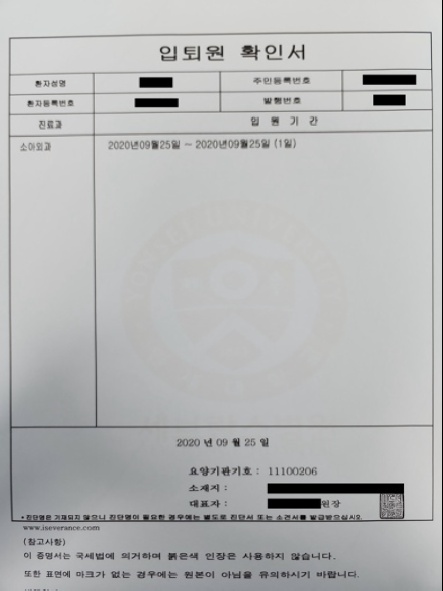 입퇴원 확인서
환자성명 주민등록번호
환자등록번호 발행번호
진료과 입 원 기 간
소아외과 2020년09월25일 ~ 2020년09월25일 (1일)
2020 년 09 월 25 일
요양기관기호 : 11100206
소재지 :
대표자 : 원장
* 진단명은 기재되지 않으니 진단명이 필요한 경우에는 별도로 진단서 또는 소견서를 발급받으십시오
www.iseverance.com
(참고사항)
이 증명서는 국세법에 의거하며 붉은색 인장은 사용하지 않습니다.
또한 표면에 마크가 없는 경우에는 원본이 아님을 유의하시기 바랍니다.